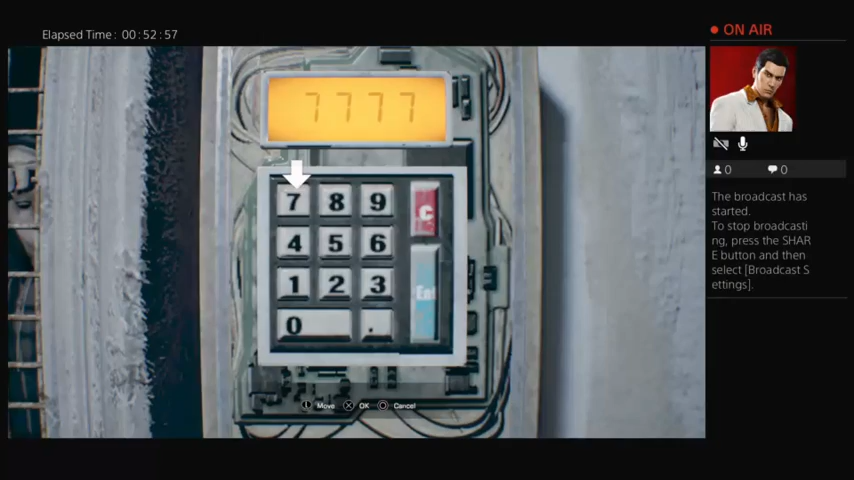 Elapsed Time : 00:52:57
ON AIR
7777
7 8 9 C
4 5 6
1 2 3 Ent
0 .
Move OK Cancel
0 0
The broadcast has
started.
To stop broadcasti
ng, press the SHAR
E button and then
select [Broadcast S
ettings].